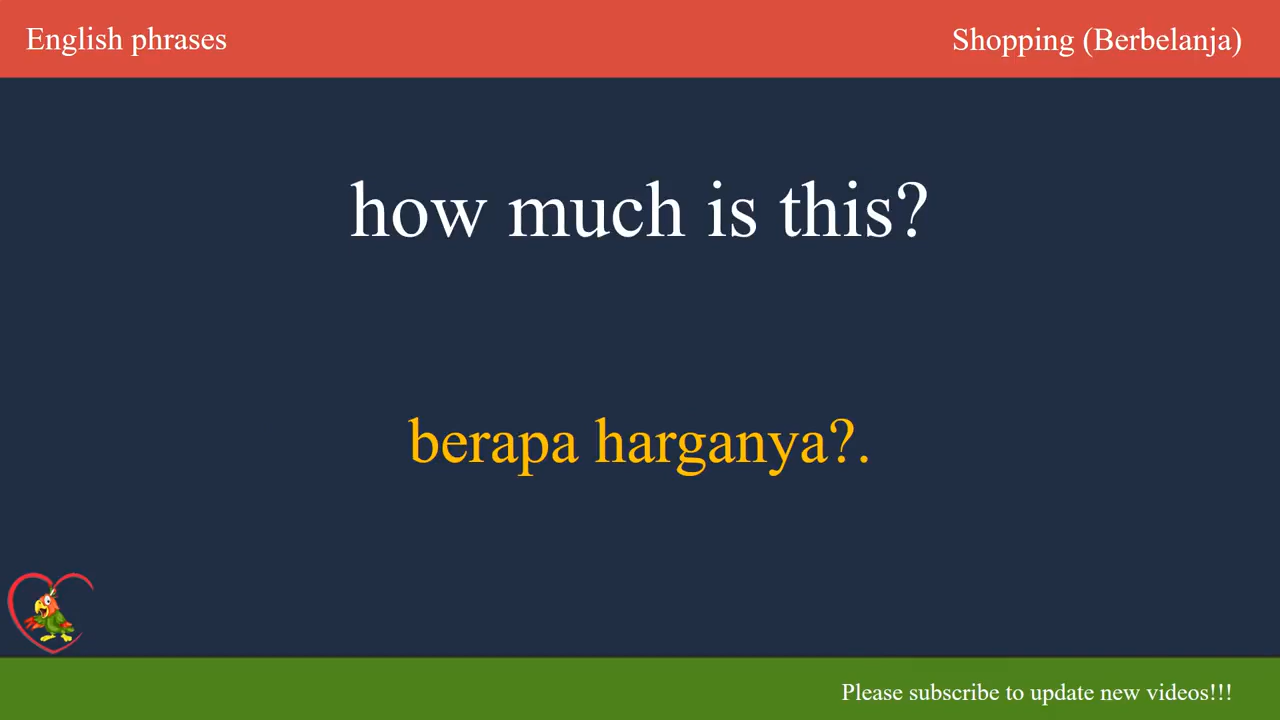 English phrases
Shopping (Berbelanja)
how much is this?
berapa harganya?.
Please subscribe to update new videos!!!